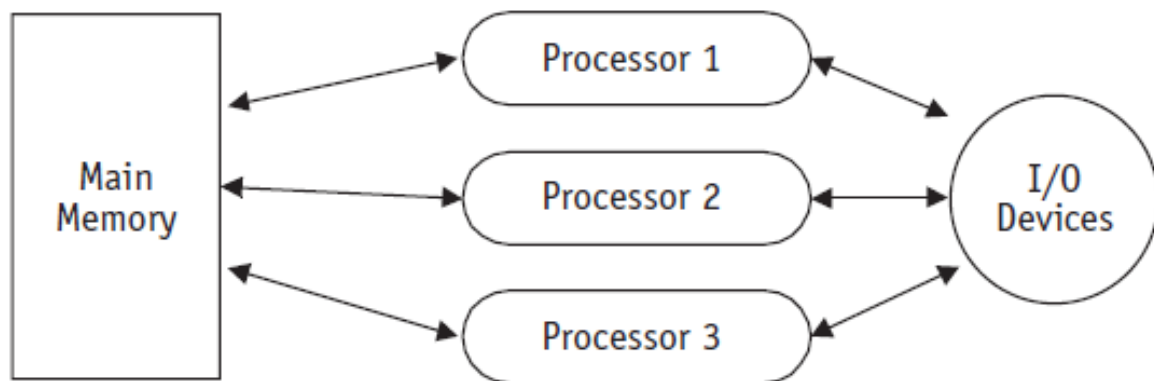 Processor 1
Main
Memory
Processor 2
I/O
Devices
Processor 3